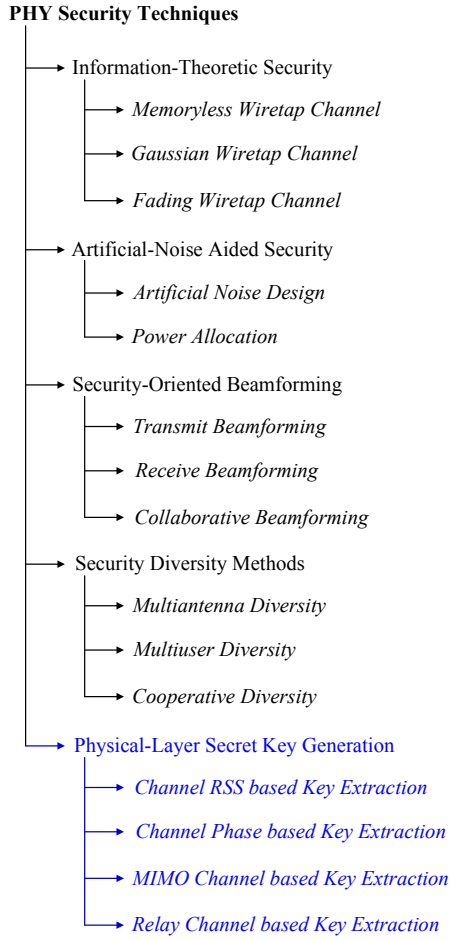 PHY Security Techniques
Information-Theoretic Security
Memoryless Wiretap Channel
Gaussian Wiretap Channel
Fading Wiretap Channel
Artificial-Noise Aided Security
Artificial Noise Design
Power Allocation
Security-Oriented Beamforming
Transmit Beamforming
Receive Beamforming
Collaborative Beamforming
Security Diversity Methods
Multiantenna Diversity
Multiuser Diversity
Cooperative Diversity
Physical-Layer Secret Key Generation
Channel RSS based Key Extraction
Channel Phase based Key Extraction
MIMO Channel based Key Extraction
Relay Channel based Key Extraction